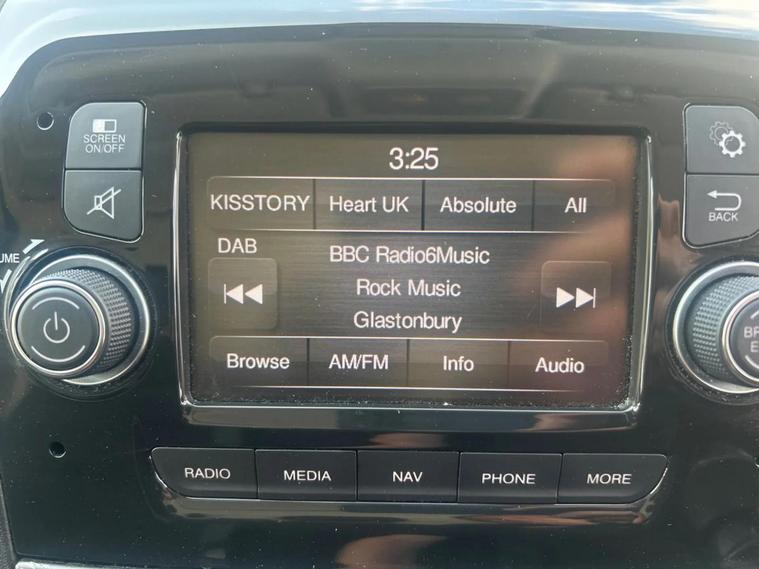 3:25
SCREEN
ON/OFF
KISSTORY Heart UK Absolute All
BACK
DAB
BBC Radio6Music
Rock Music
Glastonbury
Browse AM/FM Info Audio
RADIO MEDIA NAV PHONE MORE